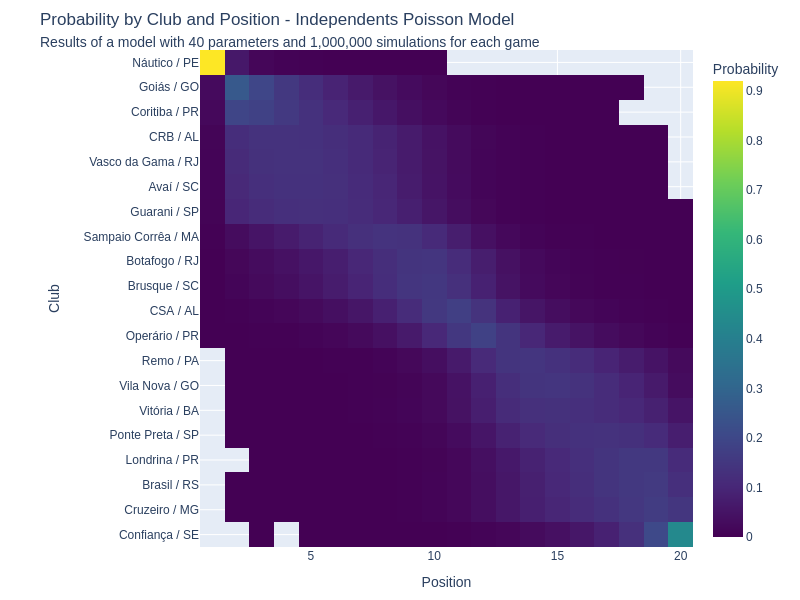 Probability by Club and Position - Independents Poisson Model
Results of a model with 40 parameters and 1,000,000 simulations for each game
Náutico / PE
Goiás / GO
Coritiba / PR
CRB / AL
Vasco da Gama / RJ
Avaí / SC
Guarani / SP
Sampaio Corrêa / MA
Botafogo / RJ
Brusque / SC
CSA / AL
Operário / PR
Remo / PA
Vila Nova / GO
Vitória / BA
Ponte Preta / SP
Londrina / PR
Brasil / RS
Cruzeiro / MG
Confiança / SE
Club
5
10
15
20
Position
Probability
0.9
0.8
0.7
0.6
0.5
0.4
0.3
0.2
0.1
0